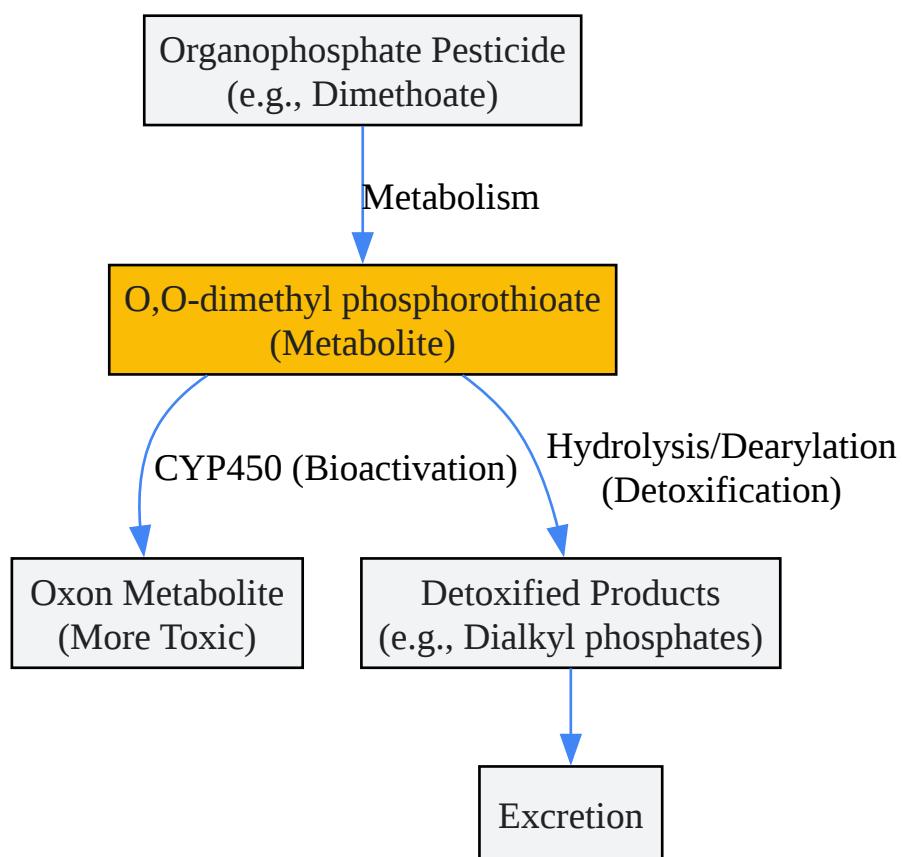 Organophosphate Pesticide
(e.g., Dimethoate)
Metabolism
O,O-dimethyl phosphorothioate
(Metabolite)
CYP450 (Bioactivation)
Hydrolysis/Dearylation
(Detoxification)
Oxon Metabolite
(More Toxic)
Detoxified Products
(e.g., Dialkyl phosphates)
Excretion